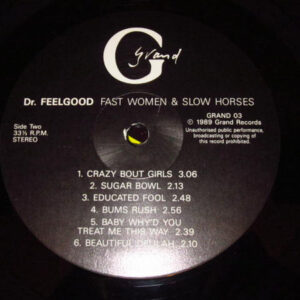 G
grand
Dr. FEELGOOD FAST WOMEN & SLOW HORSES
Side Two
33⅓ R.P.M.
STEREO
GRAND 03
℗ 1989 Grand Records
Unauthorised public performance,
broadcasting or copying of
this record prohibited.
1. CRAZY BOUT GIRLS 3.06
2. SUGAR BOWL 2.13
3. EDUCATED FOOL 2.48
4. BUMS RUSH 2.56
5. BABY WHY'D YOU
TREAT ME THIS WAY 2.39
6. BEAUTIFUL DELILAH 2.10